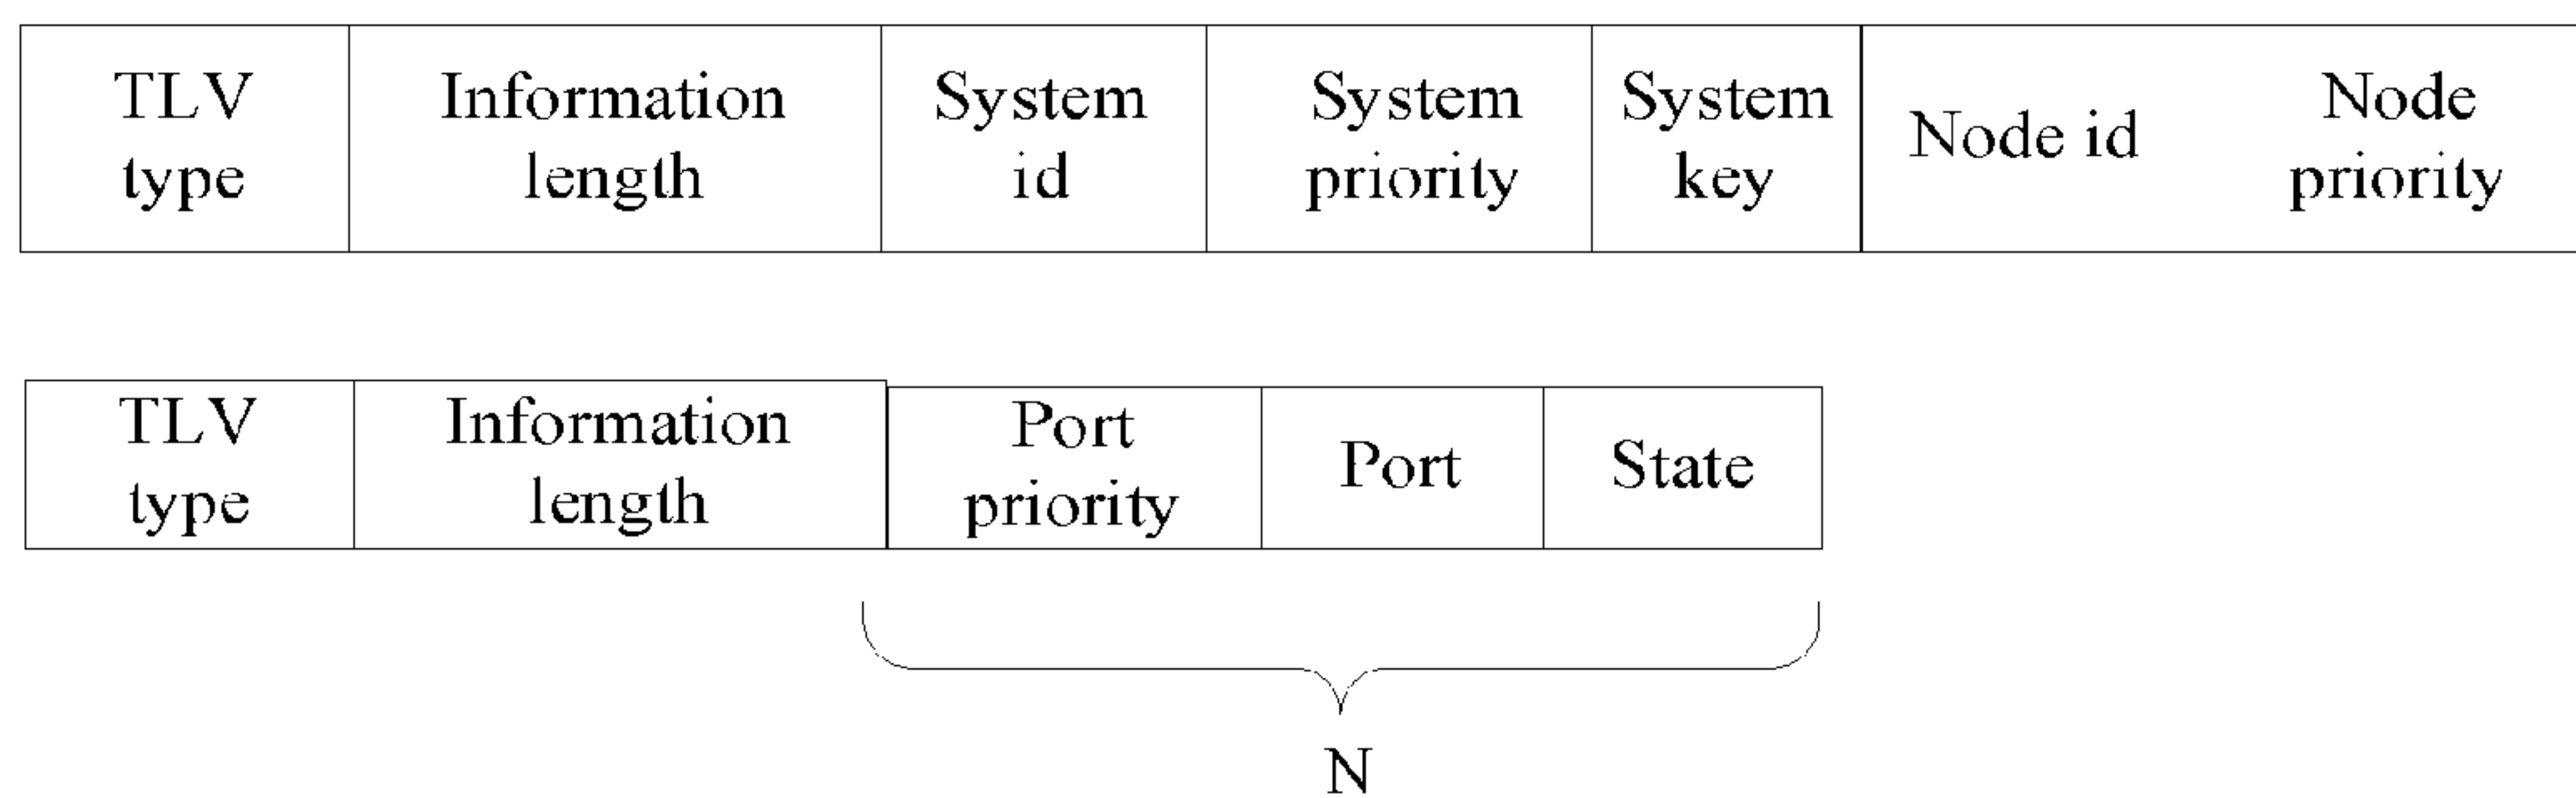 TLV type
Information length
System id
System priority
System key
Node id
Node priority
TLV type
Information length
Port priority
Port
State
N